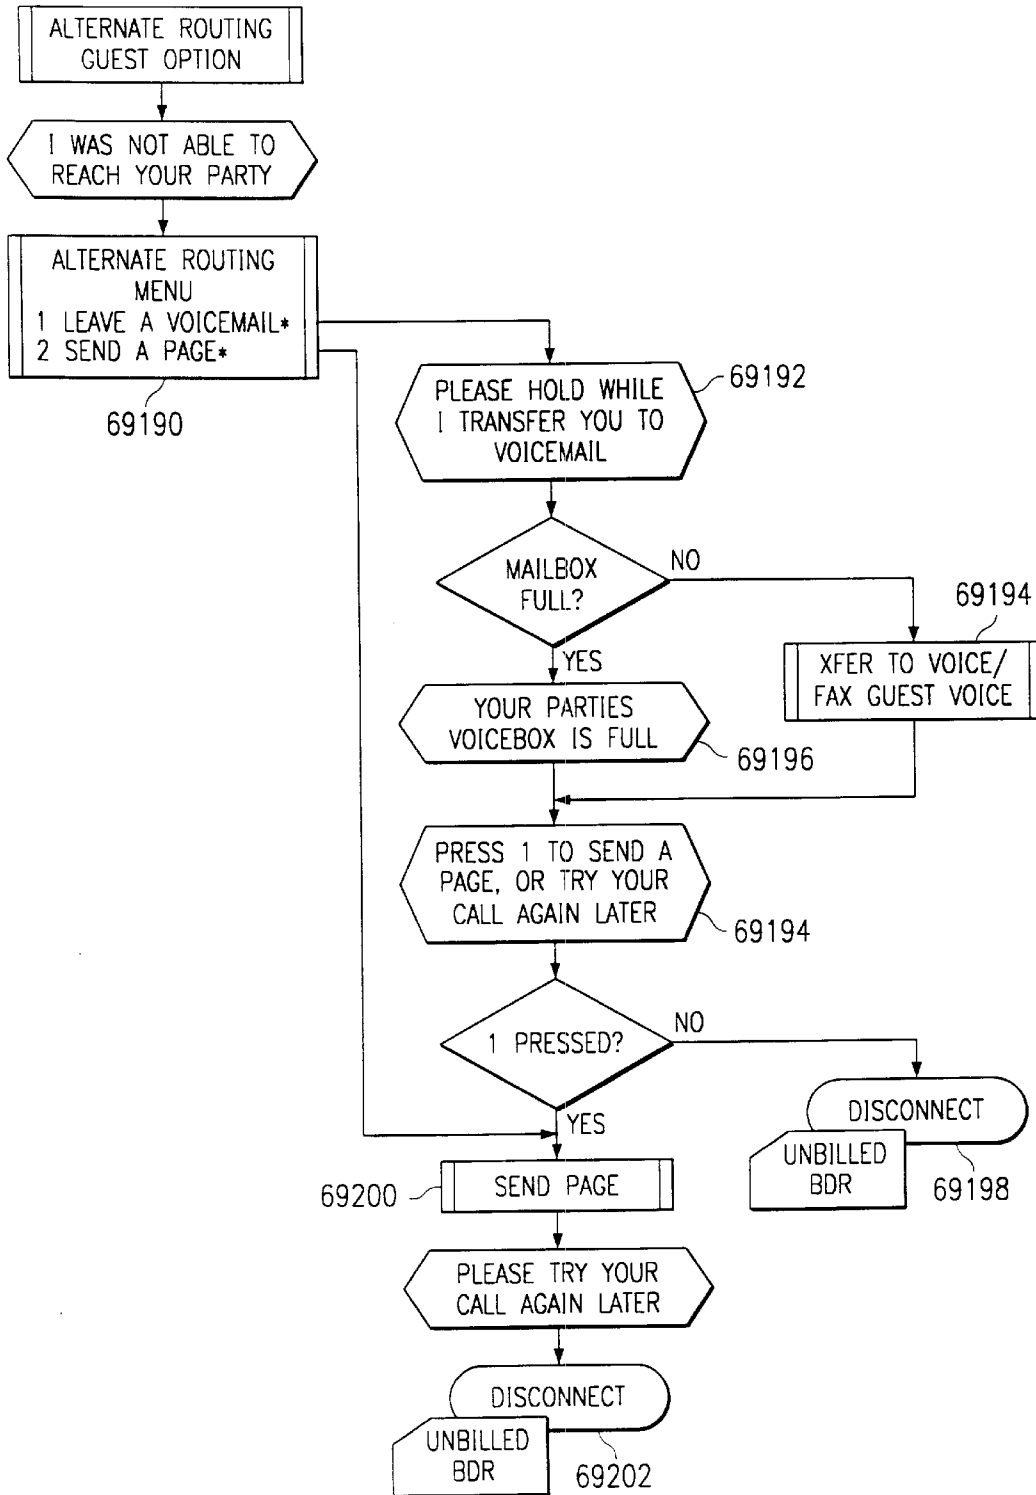 ALTERNATE ROUTING
GUEST OPTION
I WAS NOT ABLE TO
REACH YOUR PARTY
ALTERNATE ROUTING
MENU
1 LEAVE A VOICEMAIL*
2 SEND A PAGE*
69190
PLEASE HOLD WHILE
I TRANSFER YOU TO
VOICEMAIL
69192
MAILBOX
FULL?
NO
YES
69194
XFER TO VOICE/
FAX GUEST VOICE
YOUR PARTIES
VOICEBOX IS FULL
69196
PRESS 1 TO SEND A
PAGE, OR TRY YOUR
CALL AGAIN LATER
69194
1 PRESSED?
NO
YES
DISCONNECT
UNBILLED
BDR
69198
69200
SEND PAGE
PLEASE TRY YOUR
CALL AGAIN LATER
DISCONNECT
UNBILLED
BDR
69202